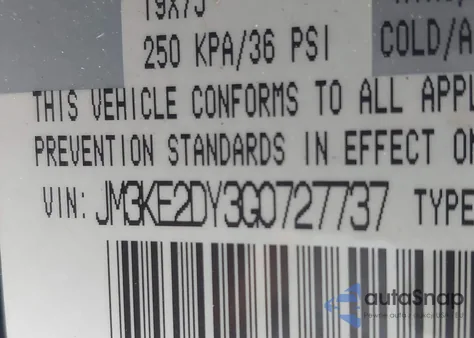 19X7J
250 KPA/36 PSI
COLD/A
THIS VEHICLE CONFORMS TO ALL APPL
PREVENTION STANDARDS IN EFFECT ON
VIN: JM3KE2DY3G0727737 TYPE
autoSnap